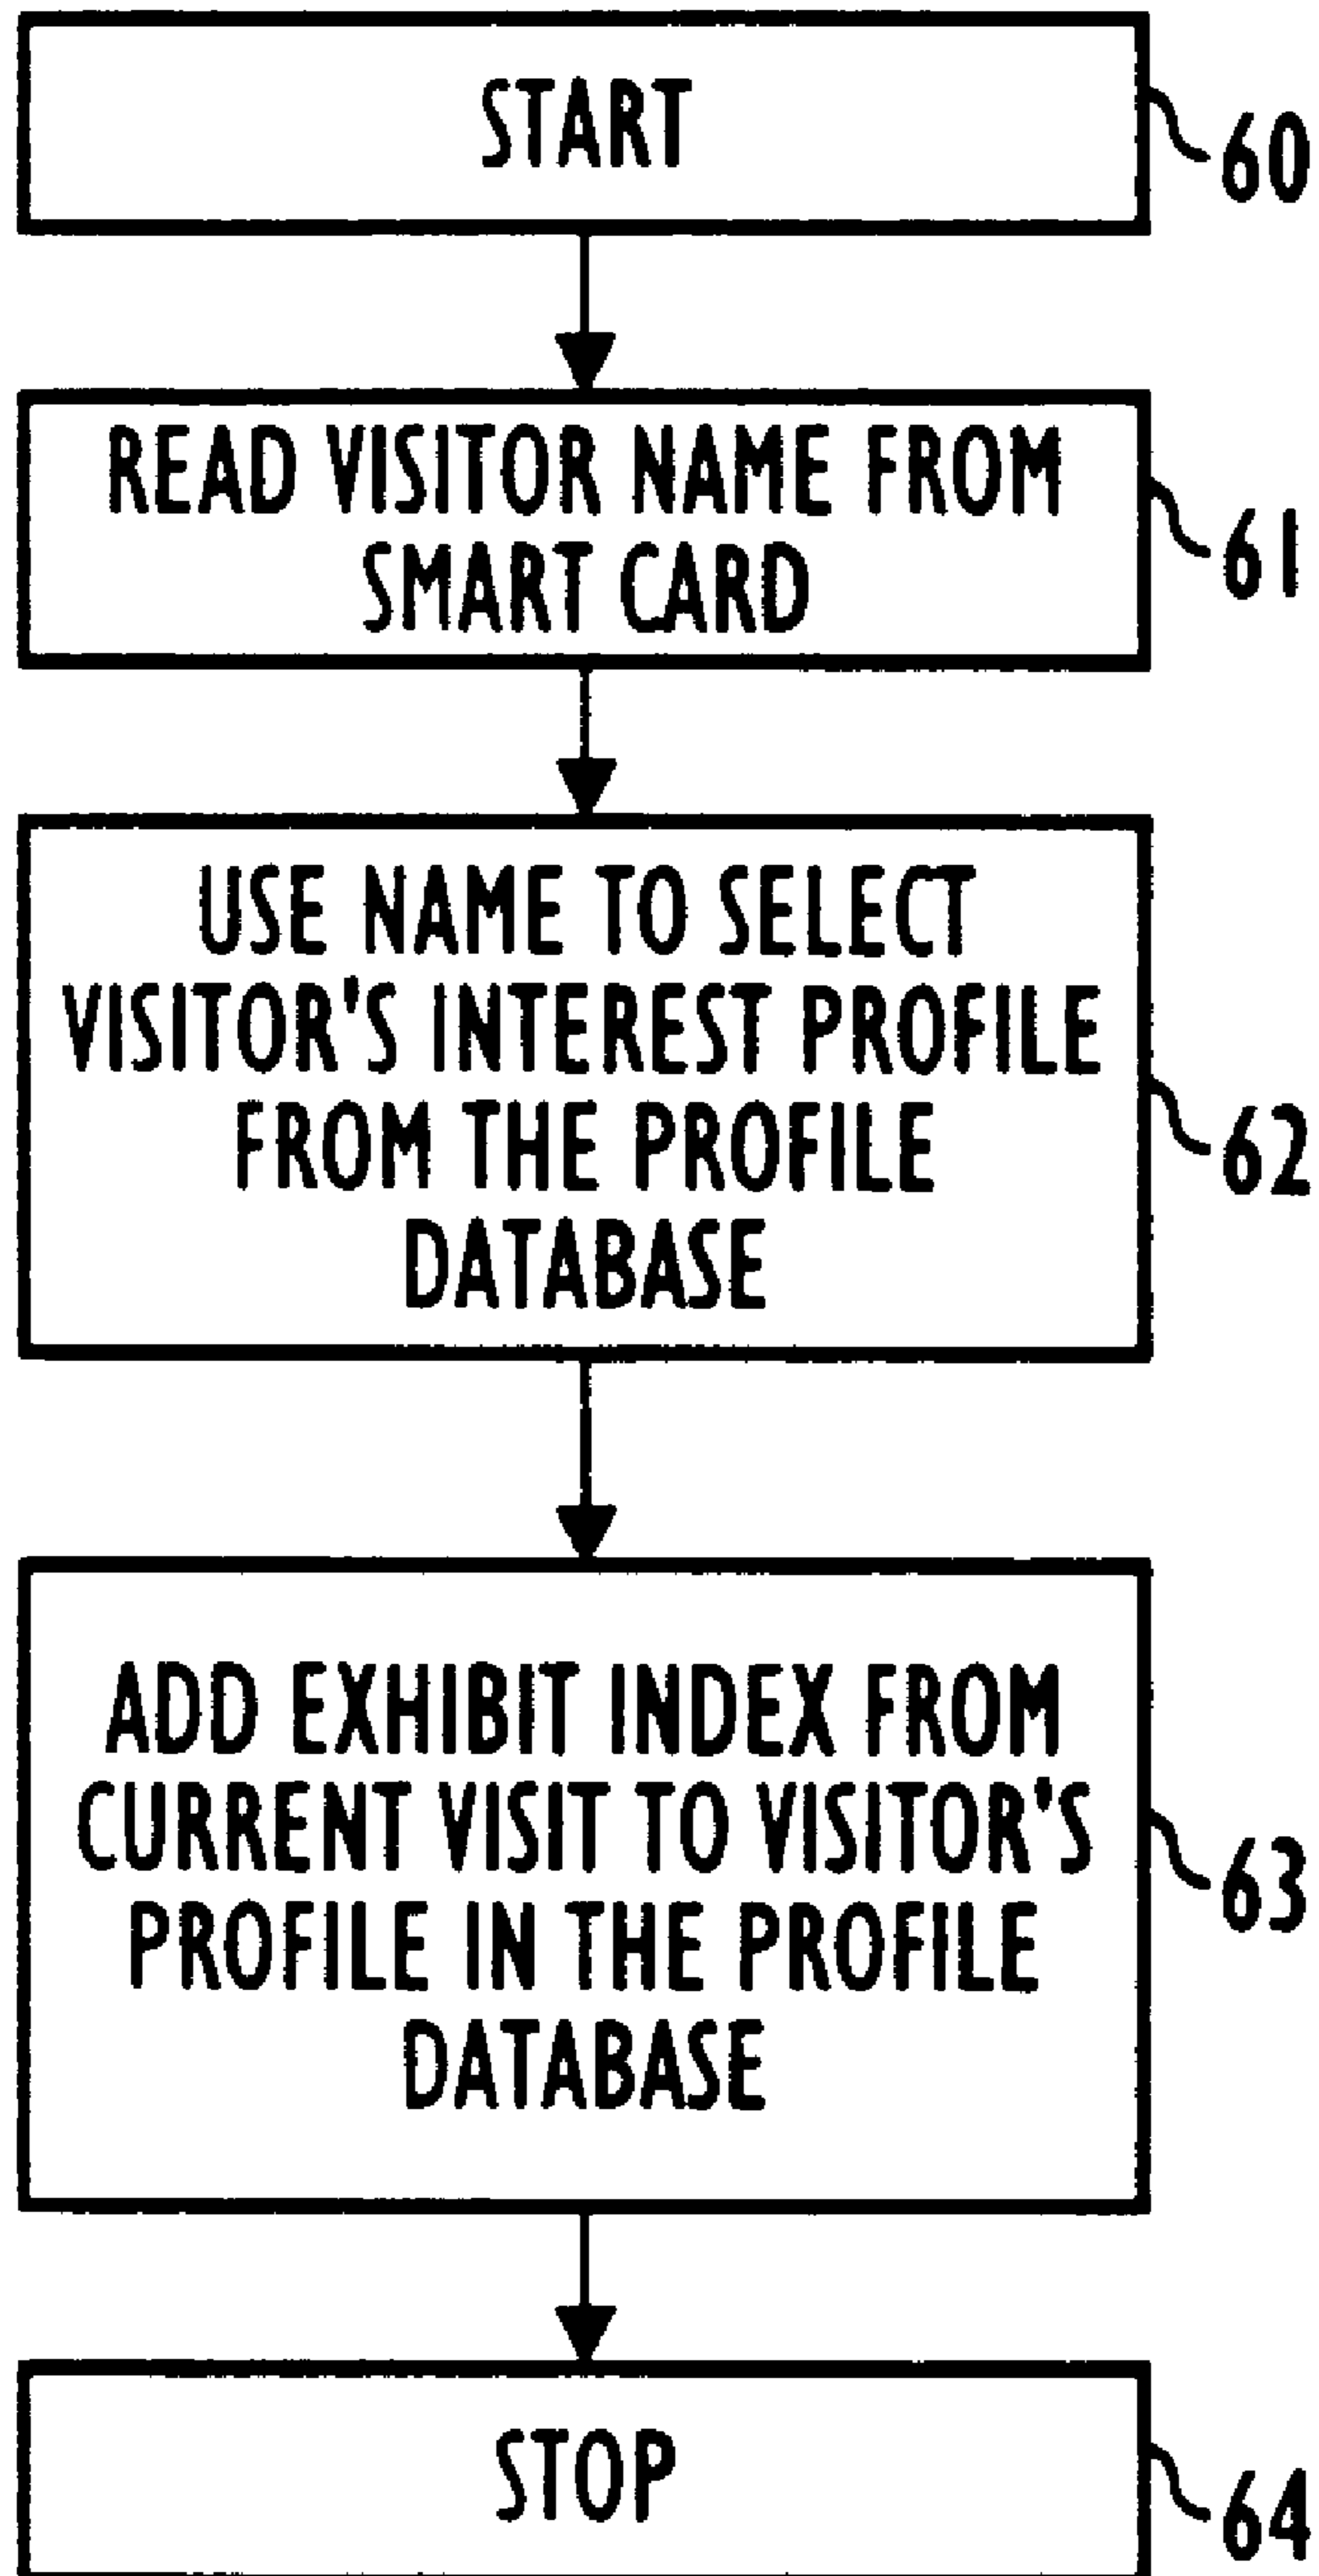 START
60
READ VISITOR NAME FROM
SMART CARD
61
USE NAME TO SELECT
VISITOR'S INTEREST PROFILE
FROM THE PROFILE
DATABASE
62
ADD EXHIBIT INDEX FROM
CURRENT VISIT TO VISITOR'S
PROFILE IN THE PROFILE
DATABASE
63
STOP
64